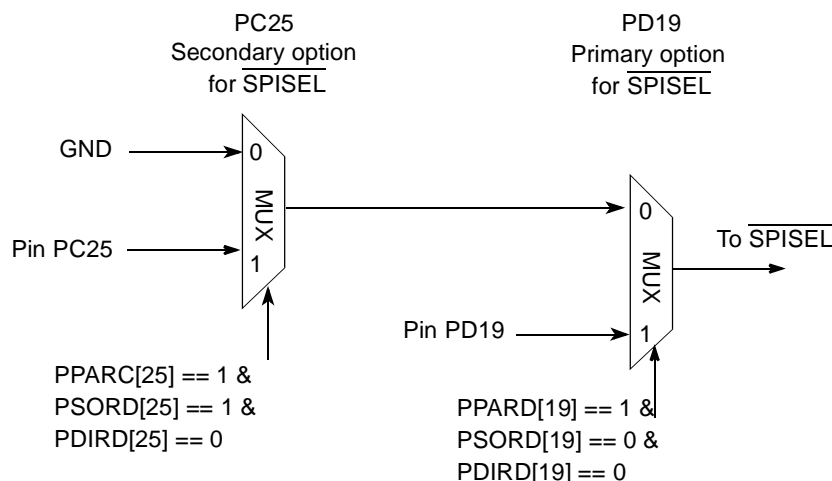 PC25
Secondary option
for SPISEL
PD19
Primary option
for SPISEL
GND
0
MUX
1
Pin PC25
0
MUX
1
To SPISEL
Pin PD19
PPARC[25] == 1 &
PSORD[25] == 1 &
PDIRD[25] == 0
PPARD[19] == 1 &
PSORD[19] == 0 &
PDIRD[19] == 0